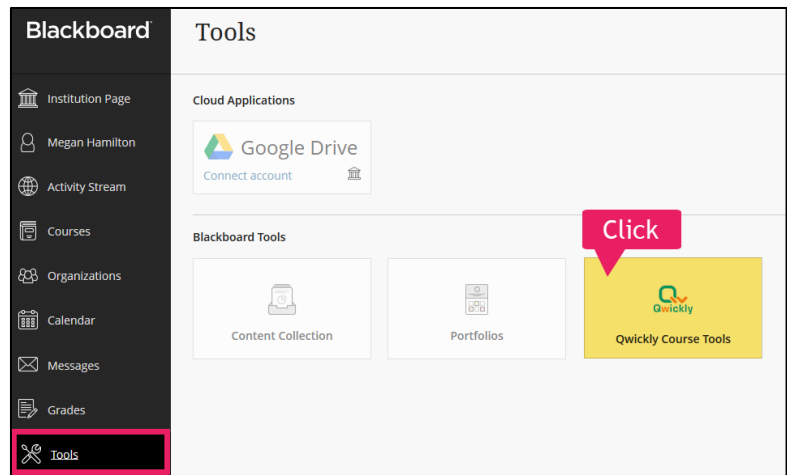 Blackboard
Institution Page
Megan Hamilton
Activity Stream
Courses
Organizations
Calendar
Messages
Grades
Tools
Tools
Cloud Applications
Google Drive
Connect account
Blackboard Tools
Click
Content Collection
Portfolios
Qwickly
Qwickly Course Tools